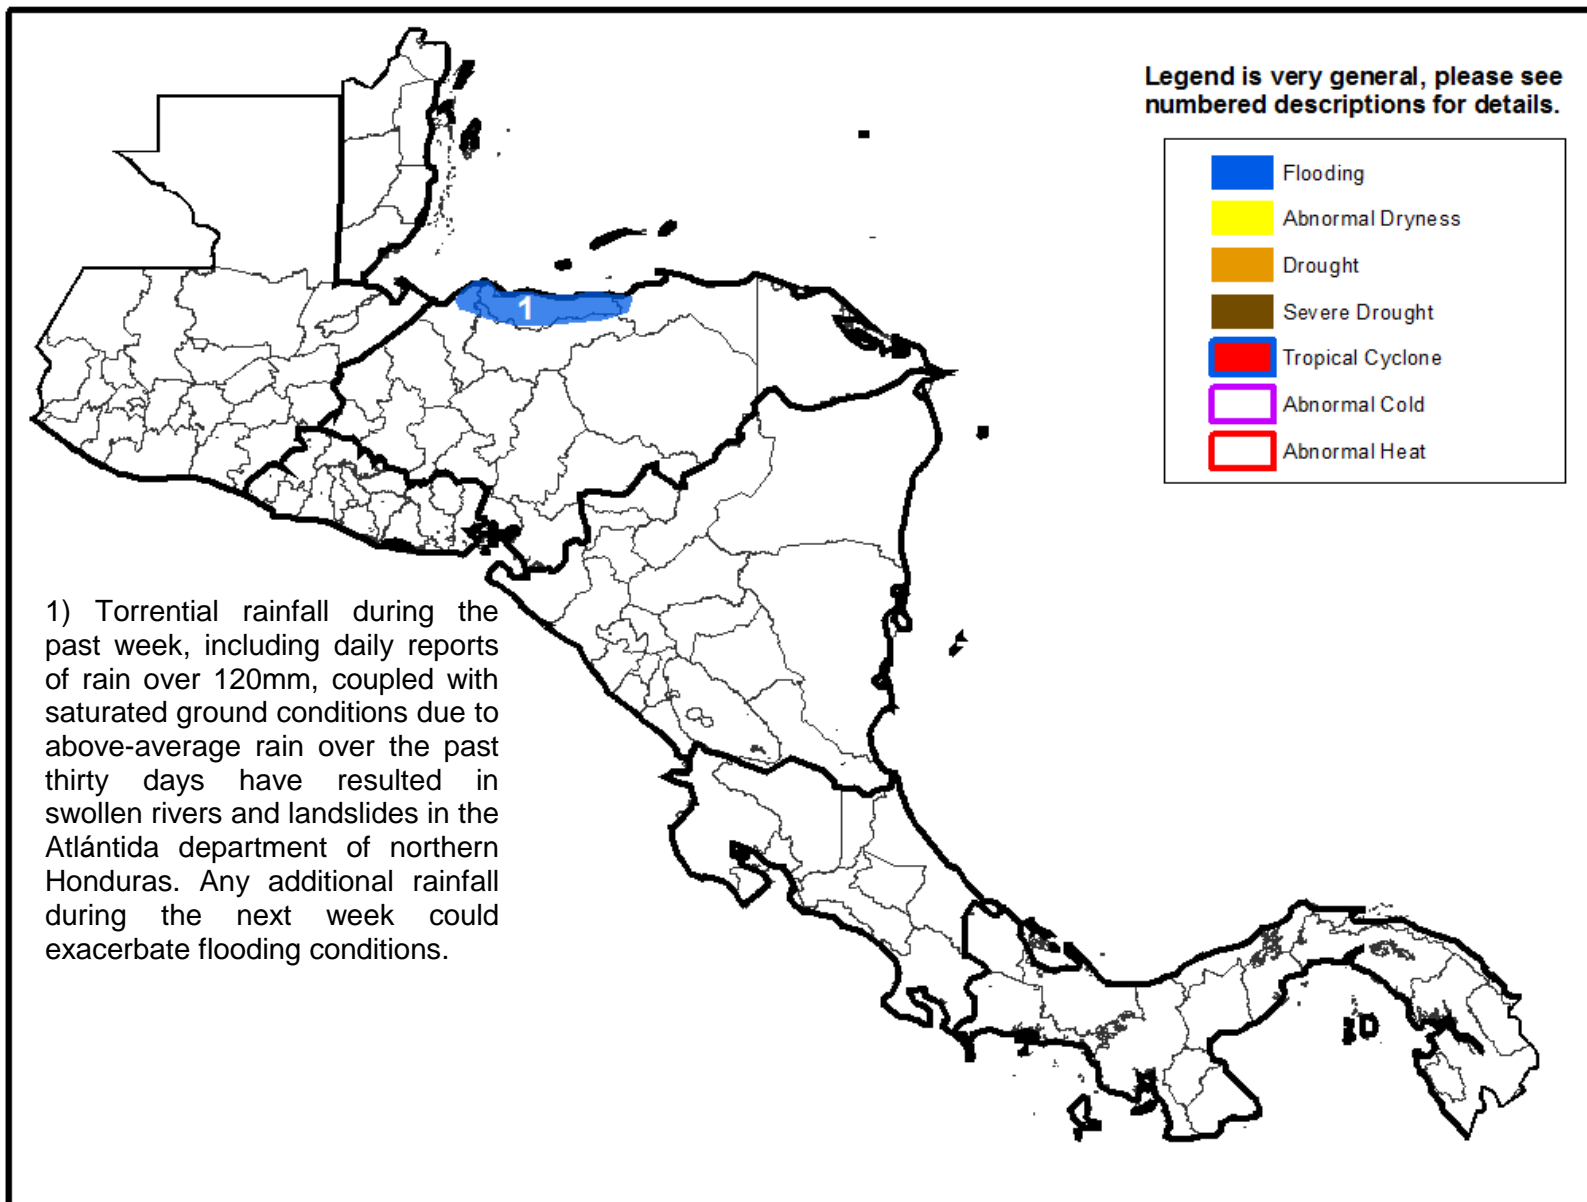 Legend is very general, please see
numbered descriptions for details.
Flooding
Abnormal Dryness
Drought
Severe Drought
Tropical Cyclone
Abnormal Cold
Abnormal Heat
1
1) Torrential rainfall during the
past week, including daily reports
of rain over 120mm, coupled with
saturated ground conditions due to
above-average rain over the past
thirty days have resulted in
swollen rivers and landslides in the
Atlántida department of northern
Honduras. Any additional rainfall
during the next week could
exacerbate flooding conditions.